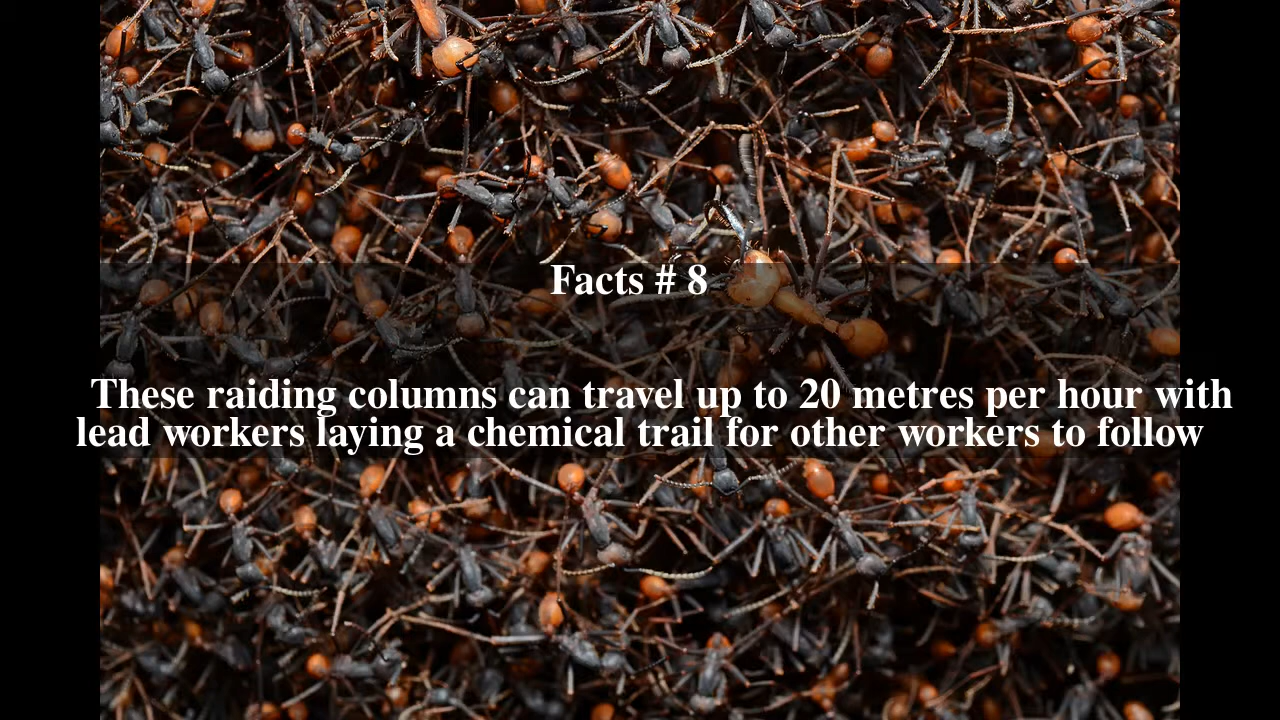 Facts # 8
These raiding columns can travel up to 20 metres per hour with
lead workers laying a chemical trail for other workers to follow